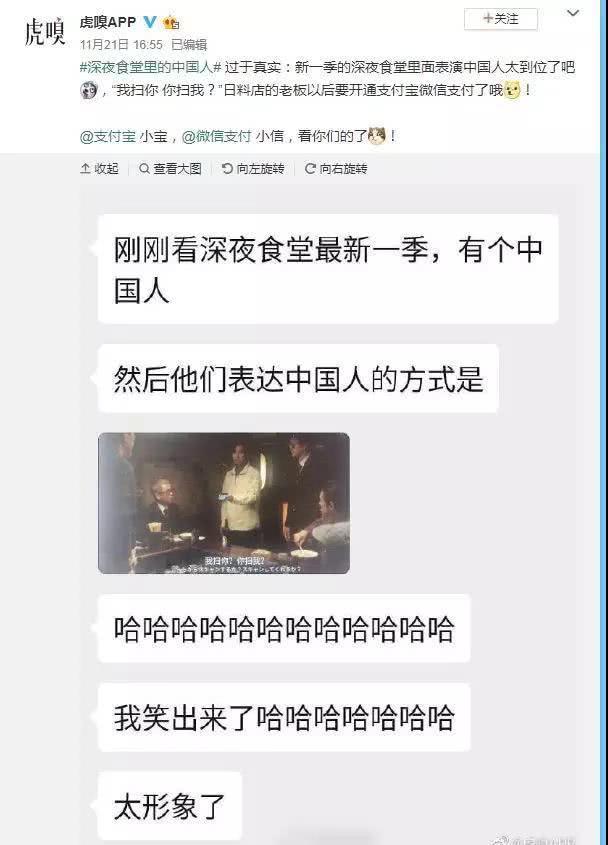 虎嗅
虎嗅APP
+关注
11月21日 16:55 已编辑
#深夜食堂里的中国人# 过于真实：新一季的深夜食堂里面表演中国人太到位了吧
，“我扫你 你扫我？”日料店的老板以后要开通支付宝微信支付了哦！
@支付宝 小宝，@微信支付 小信，看你们的了！
收起 查看大图 向左旋转 向右旋转
刚刚看深夜食堂最新一季，有个中
国人
然后他们表达中国人的方式是
我扫你？你扫我？
哈哈哈哈哈哈哈哈哈哈哈哈
我笑出来了哈哈哈哈哈哈哈
太形象了